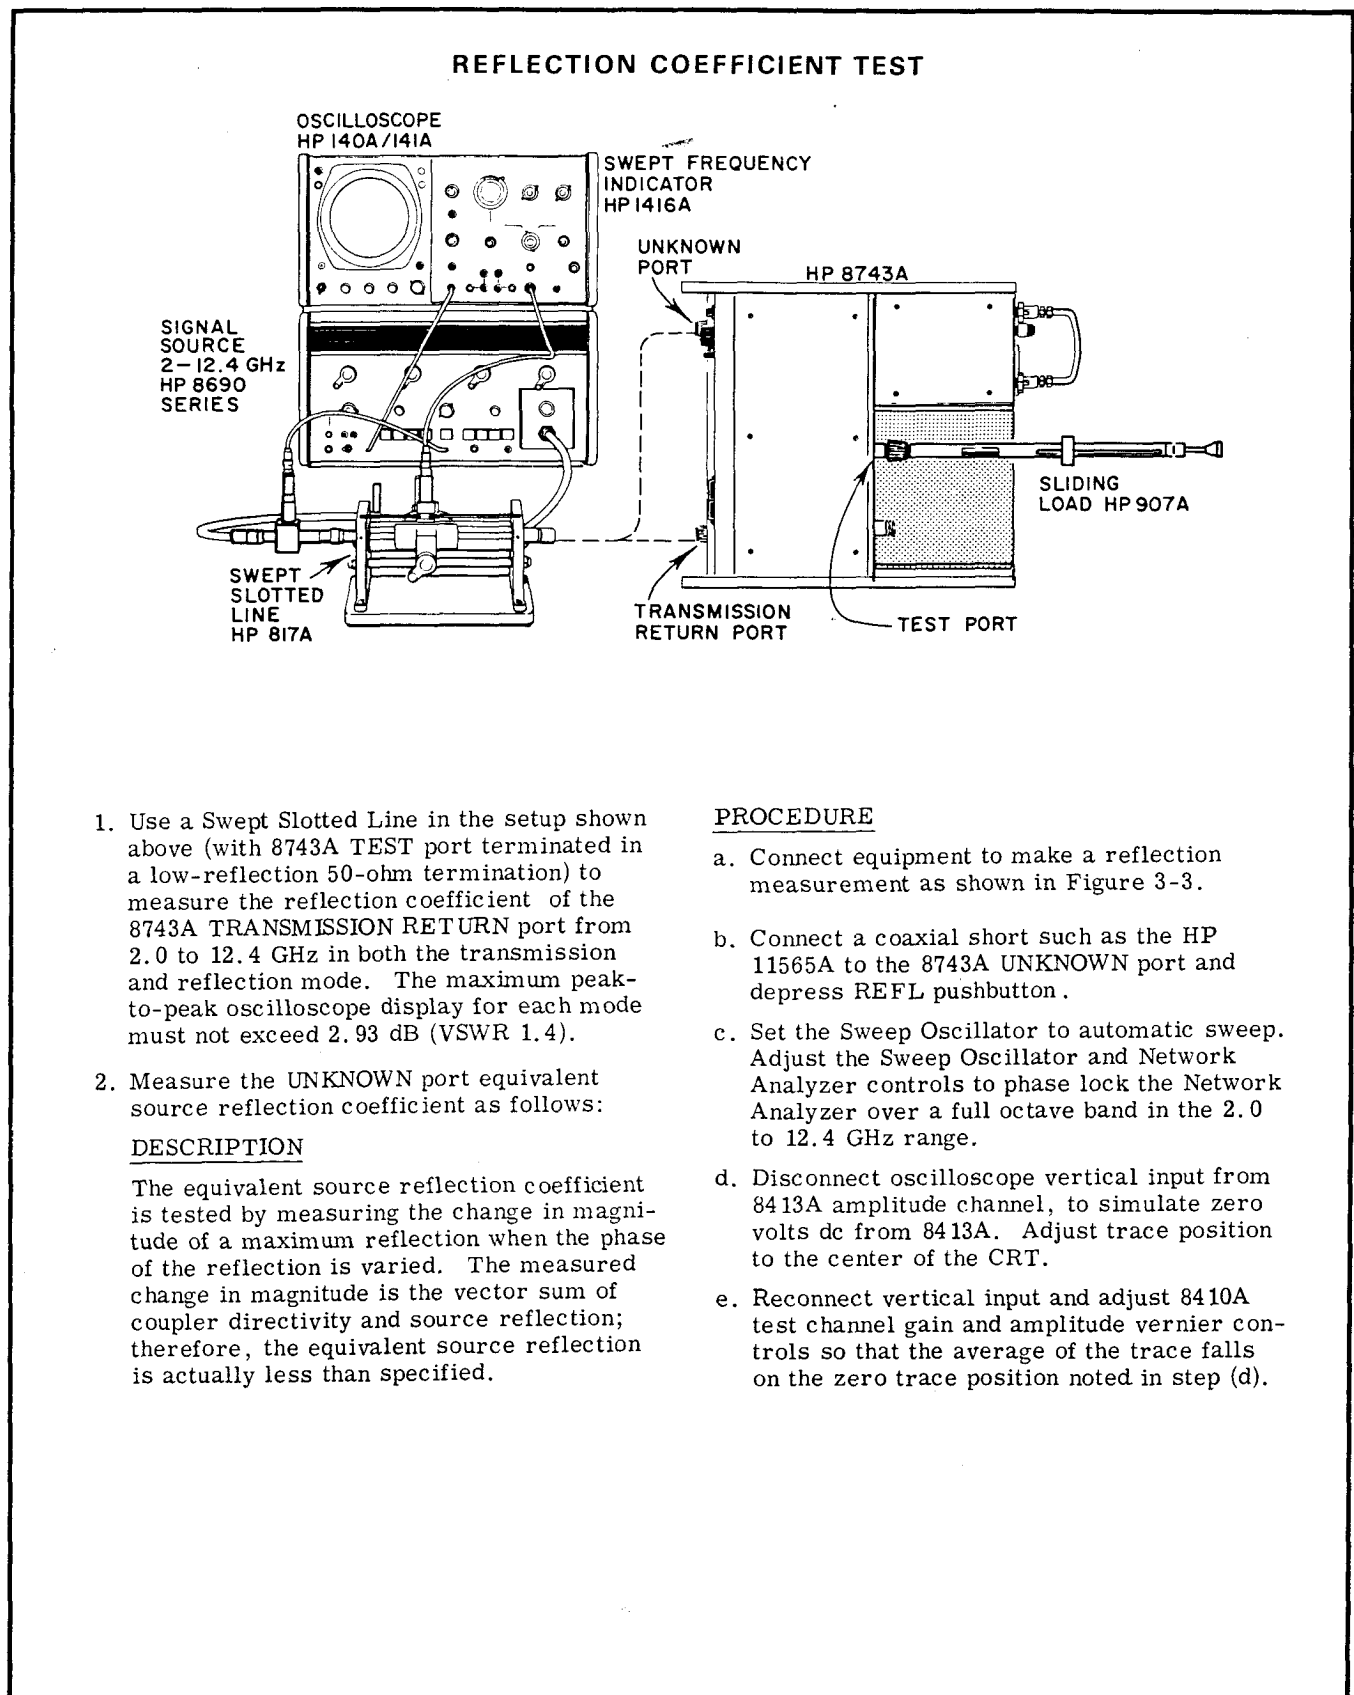 REFLECTION COEFFICIENT TEST
OSCILLOSCOPE
HP 140A/141A
SWEPT FREQUENCY
INDICATOR
HP 1416A
UNKNOWN
PORT
HP 8743A
SIGNAL
SOURCE
2-12.4 GHz
HP 8690
SERIES
SLIDING
LOAD HP 907A
SWEPT
SLOTTED
LINE
HP 817A
TRANSMISSION
RETURN PORT
TEST PORT
1. Use a Swept Slotted Line in the setup shown
above (with 8743A TEST port terminated in
a low-reflection 50-ohm termination) to
measure the reflection coefficient of the
8743A TRANSMISSION RETURN port from
2.0 to 12.4 GHz in both the transmission
and reflection mode. The maximum peak-
to-peak oscilloscope display for each mode
must not exceed 2.93 dB (VSWR 1.4).
2. Measure the UNKNOWN port equivalent
source reflection coefficient as follows:
DESCRIPTION
The equivalent source reflection coefficient
is tested by measuring the change in magni-
tude of a maximum reflection when the phase
of the reflection is varied. The measured
change in magnitude is the vector sum of
coupler directivity and source reflection;
therefore, the equivalent source reflection
is actually less than specified.
PROCEDURE
a. Connect equipment to make a reflection
measurement as shown in Figure 3-3.
b. Connect a coaxial short such as the HP
11565A to the 8743A UNKNOWN port and
depress REFL pushbutton.
c. Set the Sweep Oscillator to automatic sweep.
Adjust the Sweep Oscillator and Network
Analyzer controls to phase lock the Network
Analyzer over a full octave band in the 2.0
to 12.4 GHz range.
d. Disconnect oscilloscope vertical input from
8413A amplitude channel, to simulate zero
volts dc from 8413A. Adjust trace position
to the center of the CRT.
e. Reconnect vertical input and adjust 8410A
test channel gain and amplitude vernier con-
trols so that the average of the trace falls
on the zero trace position noted in step (d).